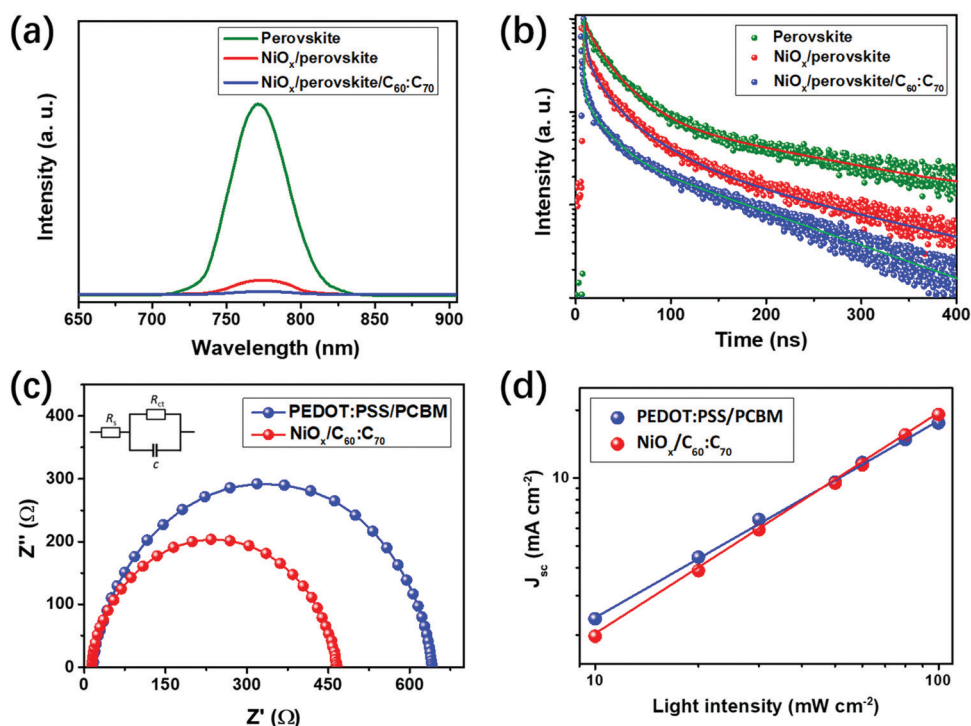 (a)
Perovskite
NiOₓ/perovskite
NiOₓ/perovskite/C₆₀:C₇₀
Intensity (a. u.)
650 700 750 800 850 900
Wavelength (nm)
(b)
Perovskite
NiOₓ/perovskite
NiOₓ/perovskite/C₆₀:C₇₀
Intensity (a. u.)
0 100 200 300 400
Time (ns)
(c)
Rₛ
R_ct
c
PEDOT:PSS/PCBM
NiOₓ/C₆₀:C₇₀
Z'' (Ω)
400
300
200
100
0
0 150 300 450 600
Z' (Ω)
(d)
PEDOT:PSS/PCBM
NiOₓ/C₆₀:C₇₀
J_sc (mA cm⁻²)
10
10 100
Light intensity (mW cm⁻²)